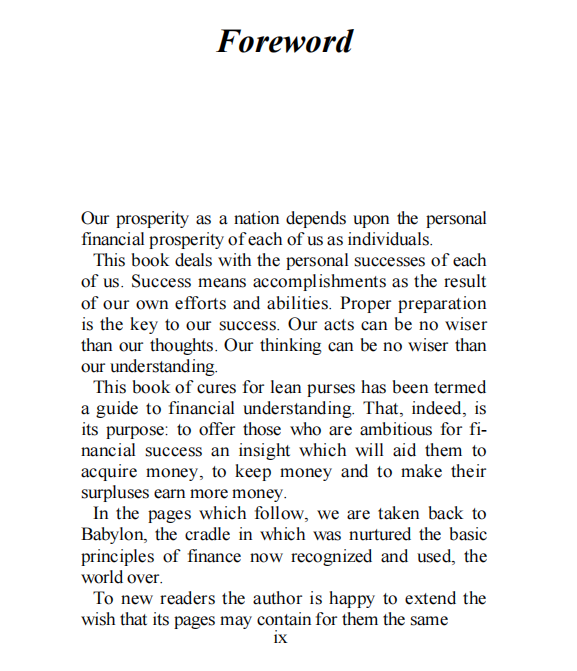 Foreword
Our prosperity as a nation depends upon the personal
financial prosperity of each of us as individuals.
This book deals with the personal successes of each
of us. Success means accomplishments as the result
of our own efforts and abilities. Proper preparation
is the key to our success. Our acts can be no wiser
than our thoughts. Our thinking can be no wiser than
our understanding.
This book of cures for lean purses has been termed
a guide to financial understanding. That, indeed, is
its purpose: to offer those who are ambitious for fi-
nancial success an insight which will aid them to
acquire money, to keep money and to make their
surpluses earn more money.
In the pages which follow, we are taken back to
Babylon, the cradle in which was nurtured the basic
principles of finance now recognized and used, the
world over.
To new readers the author is happy to extend the
wish that its pages may contain for them the same
ix